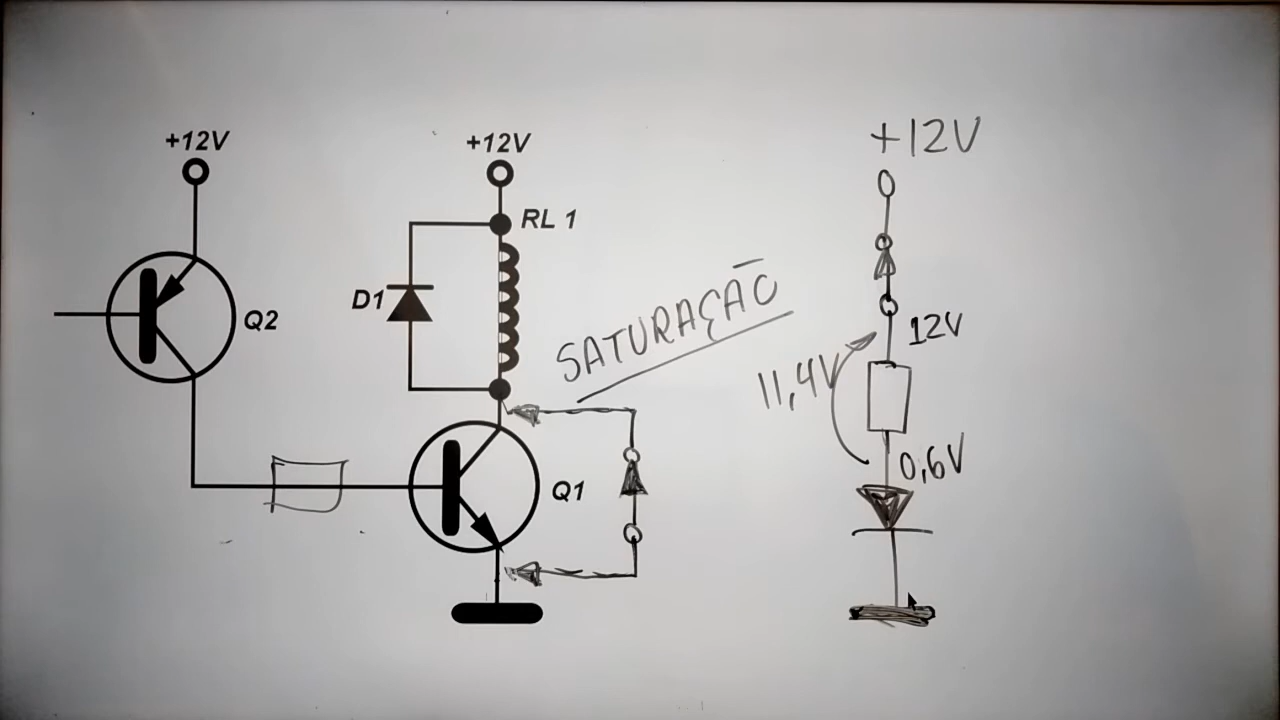 +12V
+12V
+12V
RL 1
D1
Q2
SATURAÇÃO
12V
11,4V
0,6V
Q1